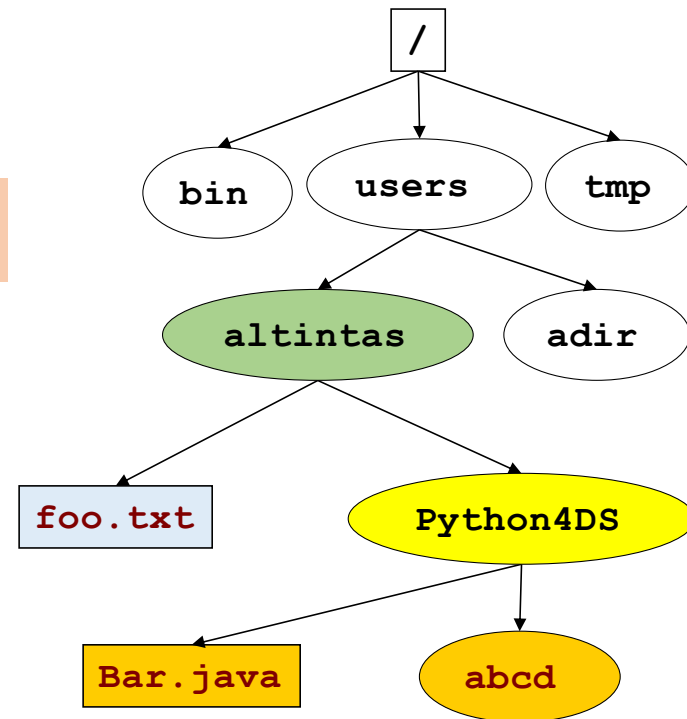 /
bin users tmp
altintas adir
foo.txt Python4DS
Bar.java abcd